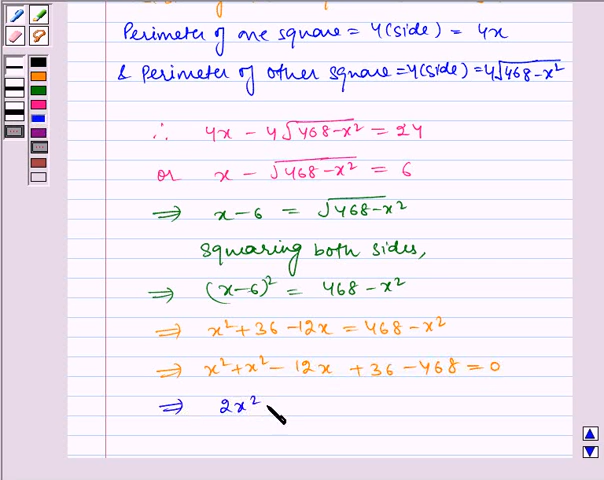 Perimeter of one square = 4(side) = 4x
& Perimeter of other square = 4(side) = 4√(468-x²)
∴ 4x - 4√(468-x²) = 24
or x - √(468-x²) = 6
⇒ x-6 = √(468-x²)
squaring both sides,
⇒ (x-6)² = 468 - x²
⇒ x² + 36 - 12x = 468 - x²
⇒ x² + x² - 12x + 36 - 468 = 0
⇒ 2x²